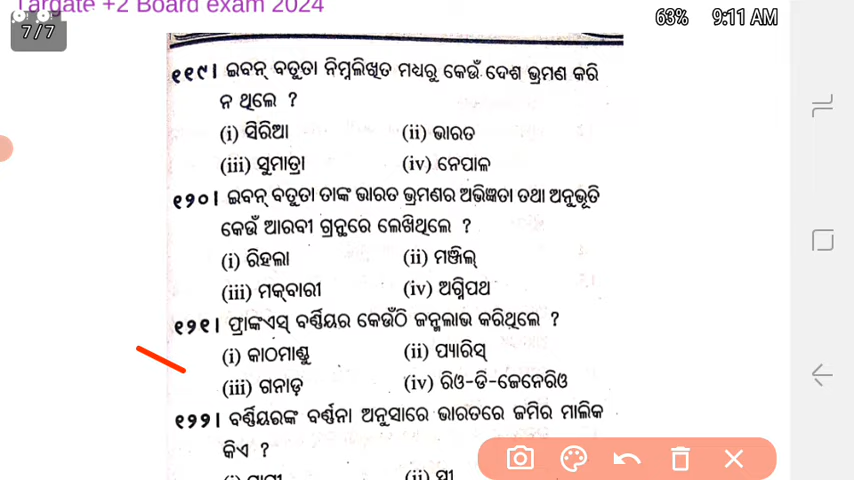 Targate +2 Board exam 2024
7/7
63% 9:11 AM
୧୧୯। ଇବନ୍ ବତୁତା ନିମ୍ନଲିଖିତ ମଧ୍ୟରୁ କେଉଁ ଦେଶ ଭ୍ରମଣ କରି
ନ ଥିଲେ ?
(i) ସିରିଆ (ii) ଭାରତ
(iii) ସୁମାତ୍ରା (iv) ନେପାଳ
୧୨୦। ଇବନ୍ ବତୁତା ତାଙ୍କ ଭାରତ ଭ୍ରମଣର ଅଭିଜ୍ଞତା ତଥା ଅନୁଭୂତି
କେଉଁ ଆରବୀ ଗ୍ରନ୍ଥରେ ଲେଖିଥିଲେ ?
(i) ରିହଲା (ii) ମଞ୍ଜିଲ୍
(iii) ମକ୍‌ବାରୀ (iv) ଅଗ୍ନିପଥ
୧୨୧। ଫ୍ରାଙ୍କଏସ୍ ବର୍ଣ୍ଣିୟର କେଉଁଠି ଜନ୍ମଲାଭ କରିଥିଲେ ?
(i) କାଠମାଣ୍ଡୁ (ii) ପ୍ୟାରିସ୍
(iii) ଗନାଡ଼ (iv) ରିଓ-ଡି-ଜେନେରିଓ
୧୨୨। ବର୍ଣ୍ଣିୟରଙ୍କ ବର୍ଣ୍ଣନା ଅନୁସାରେ ଭାରତରେ ଜମିର ମାଲିକ
କିଏ ?
(i) (ii)